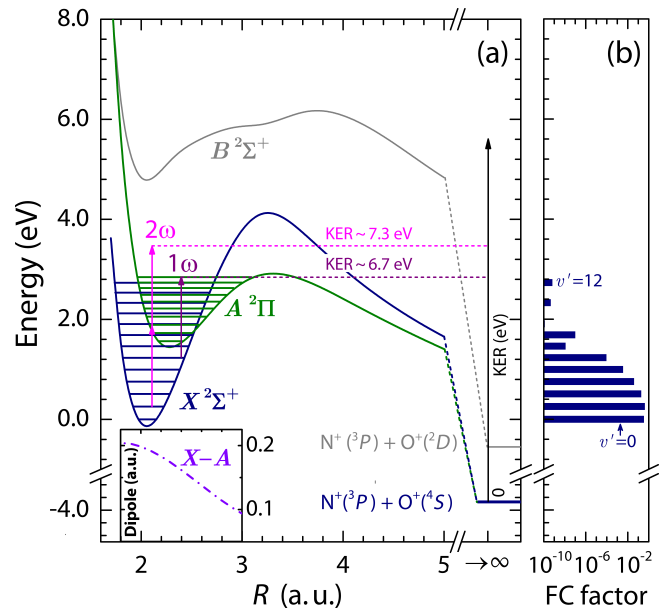 8.0
6.0
4.0
2.0
0.0
-4.0
Energy (eV)
(a)
B ²Σ⁺
2ω
1ω
KER ~ 7.3 eV
KER ~ 6.7 eV
A ²Π
X ²Σ⁺
KER (eV)
0
N⁺(³P) + O⁺(²D)
N⁺(³P) + O⁺(⁴S)
X–A
Dipole (a.u.)
0.2
0.1
2 3 4 5 →∞
R (a.u.)
(b)
v'=12
v'=0
10⁻¹⁰ 10⁻⁶ 10⁻²
FC factor